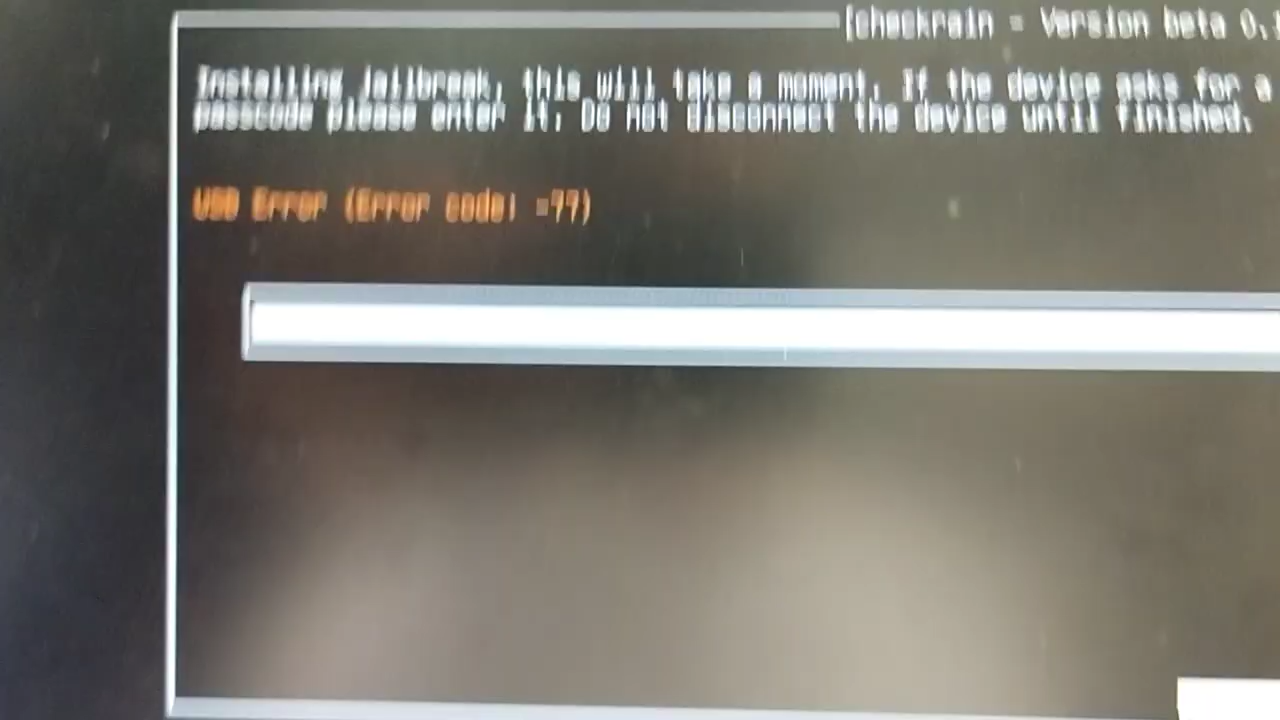 [checkra1n - Version beta 0.
Installing jailbreak, this will take a moment. If the device asks for a
passcode please enter it. Do not disconnect the device until finished.
USB Error (Error code: -77)